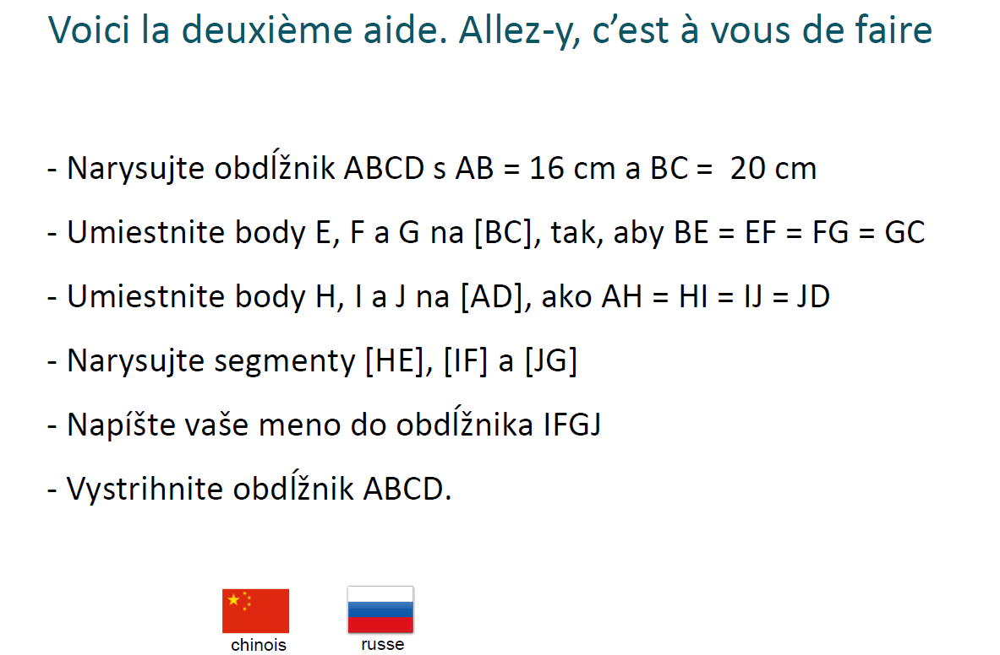 Voici la deuxième aide. Allez-y, c’est à vous de faire
- Narysujte obdĺžnik ABCD s AB = 16 cm a BC =  20 cm
- Umiestnite body E, F a G na [BC], tak, aby BE = EF = FG = GC
- Umiestnite body H, I a J na [AD], ako AH = HI = IJ = JD
- Narysujte segmenty [HE], [IF] a [JG]
- Napíšte vaše meno do obdĺžnika IFGJ
- Vystrihnite obdĺžnik ABCD.
chinois russe